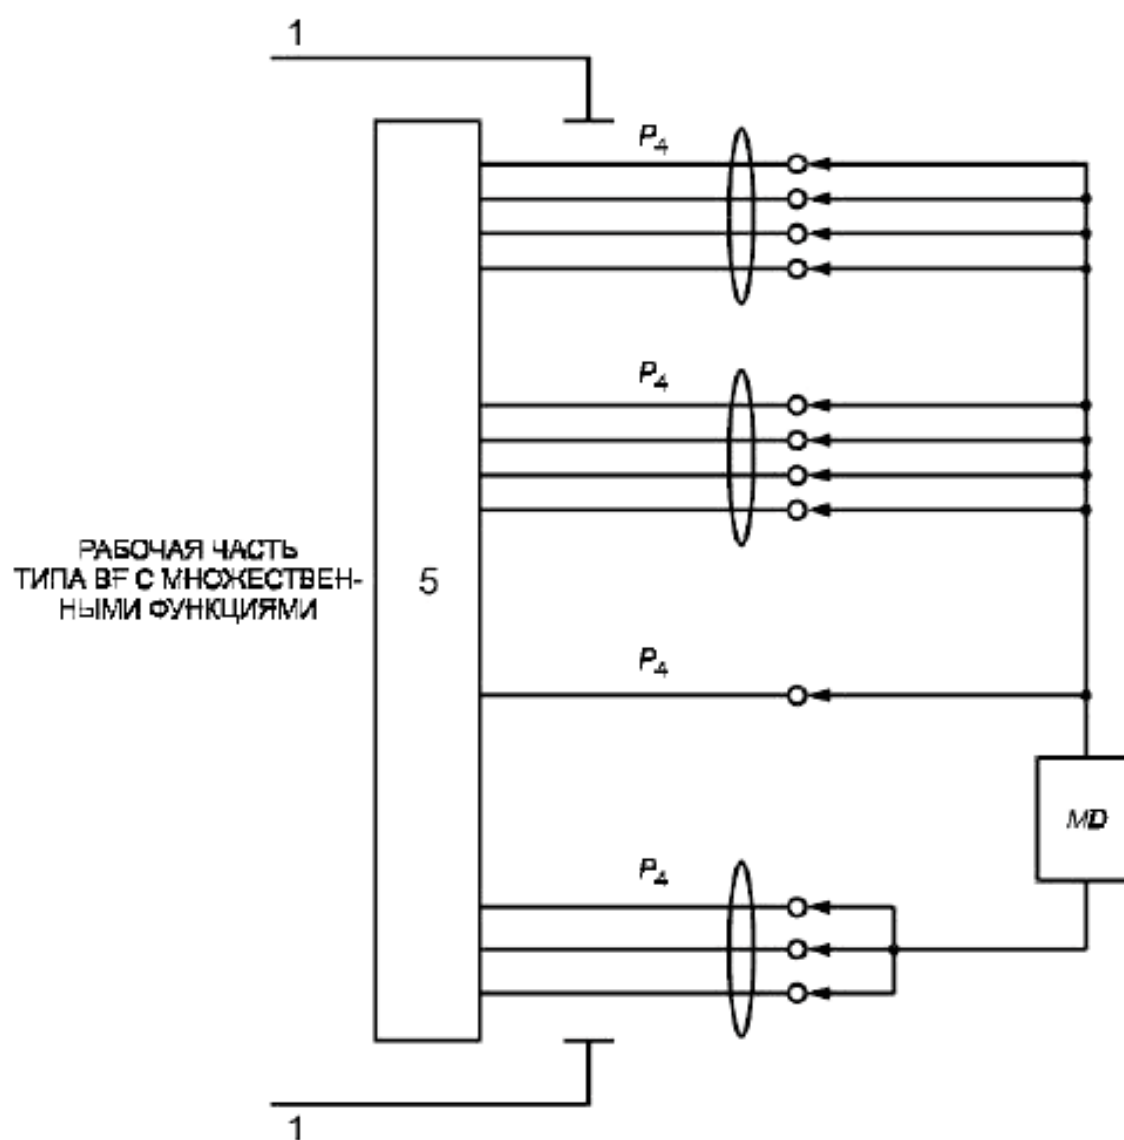 1
P4
P4
РАБОЧАЯ ЧАСТЬ
ТИПА BF С МНОЖЕСТВЕН-
НЫМИ ФУНКЦИЯМИ
5
P4
MD
P4
1